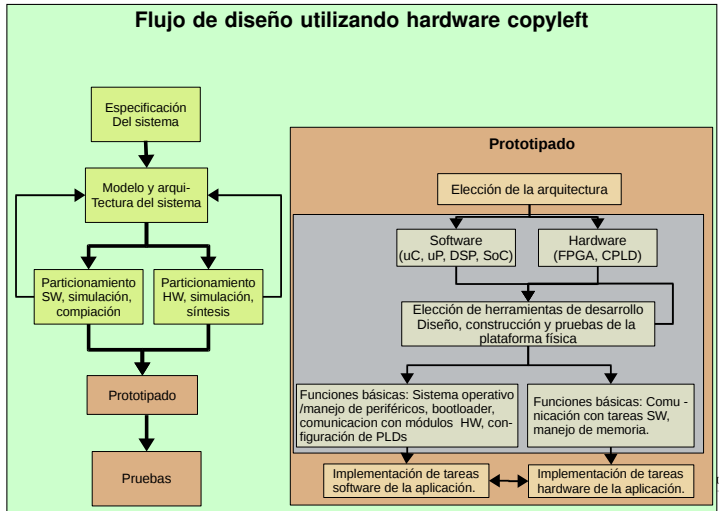 Flujo de diseño utilizando hardware copyleft
Especificación
Del sistema
Modelo y arqui-
Tectura del sistema
Particionamiento
SW, simulación,
compiación
Particionamiento
HW, simulación,
síntesis
Prototipado
Pruebas
Prototipado
Elección de la arquitectura
Software
(uC, uP, DSP, SoC)
Hardware
(FPGA, CPLD)
Elección de herramientas de desarrollo
Diseño, construcción y pruebas de la
plataforma física
Funciones básicas: Sistema operativo
/manejo de periféricos, bootloader,
comunicacion con módulos HW, con-
figuración de PLDs
Funciones básicas: Comu -
nicación con tareas SW,
manejo de memoria.
Implementación de tareas
software de la aplicación.
Implementación de tareas
hardware de la aplicación.